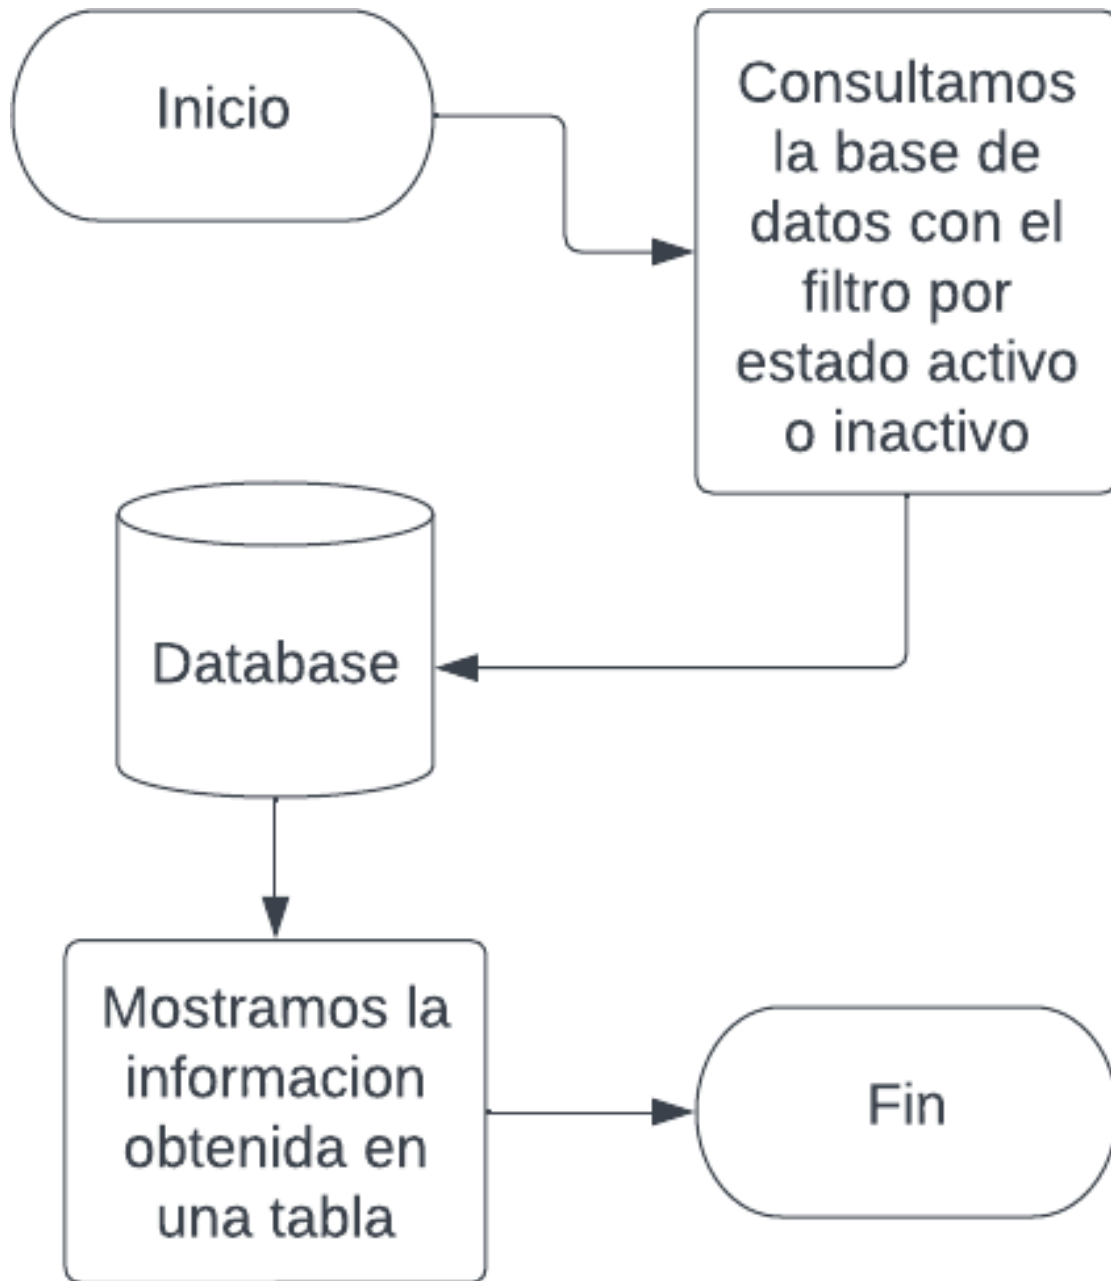 Inicio
Consultamos
la base de
datos con el
filtro por
estado activo
o inactivo
Database
Mostramos la
informacion
obtenida en
una tabla
Fin